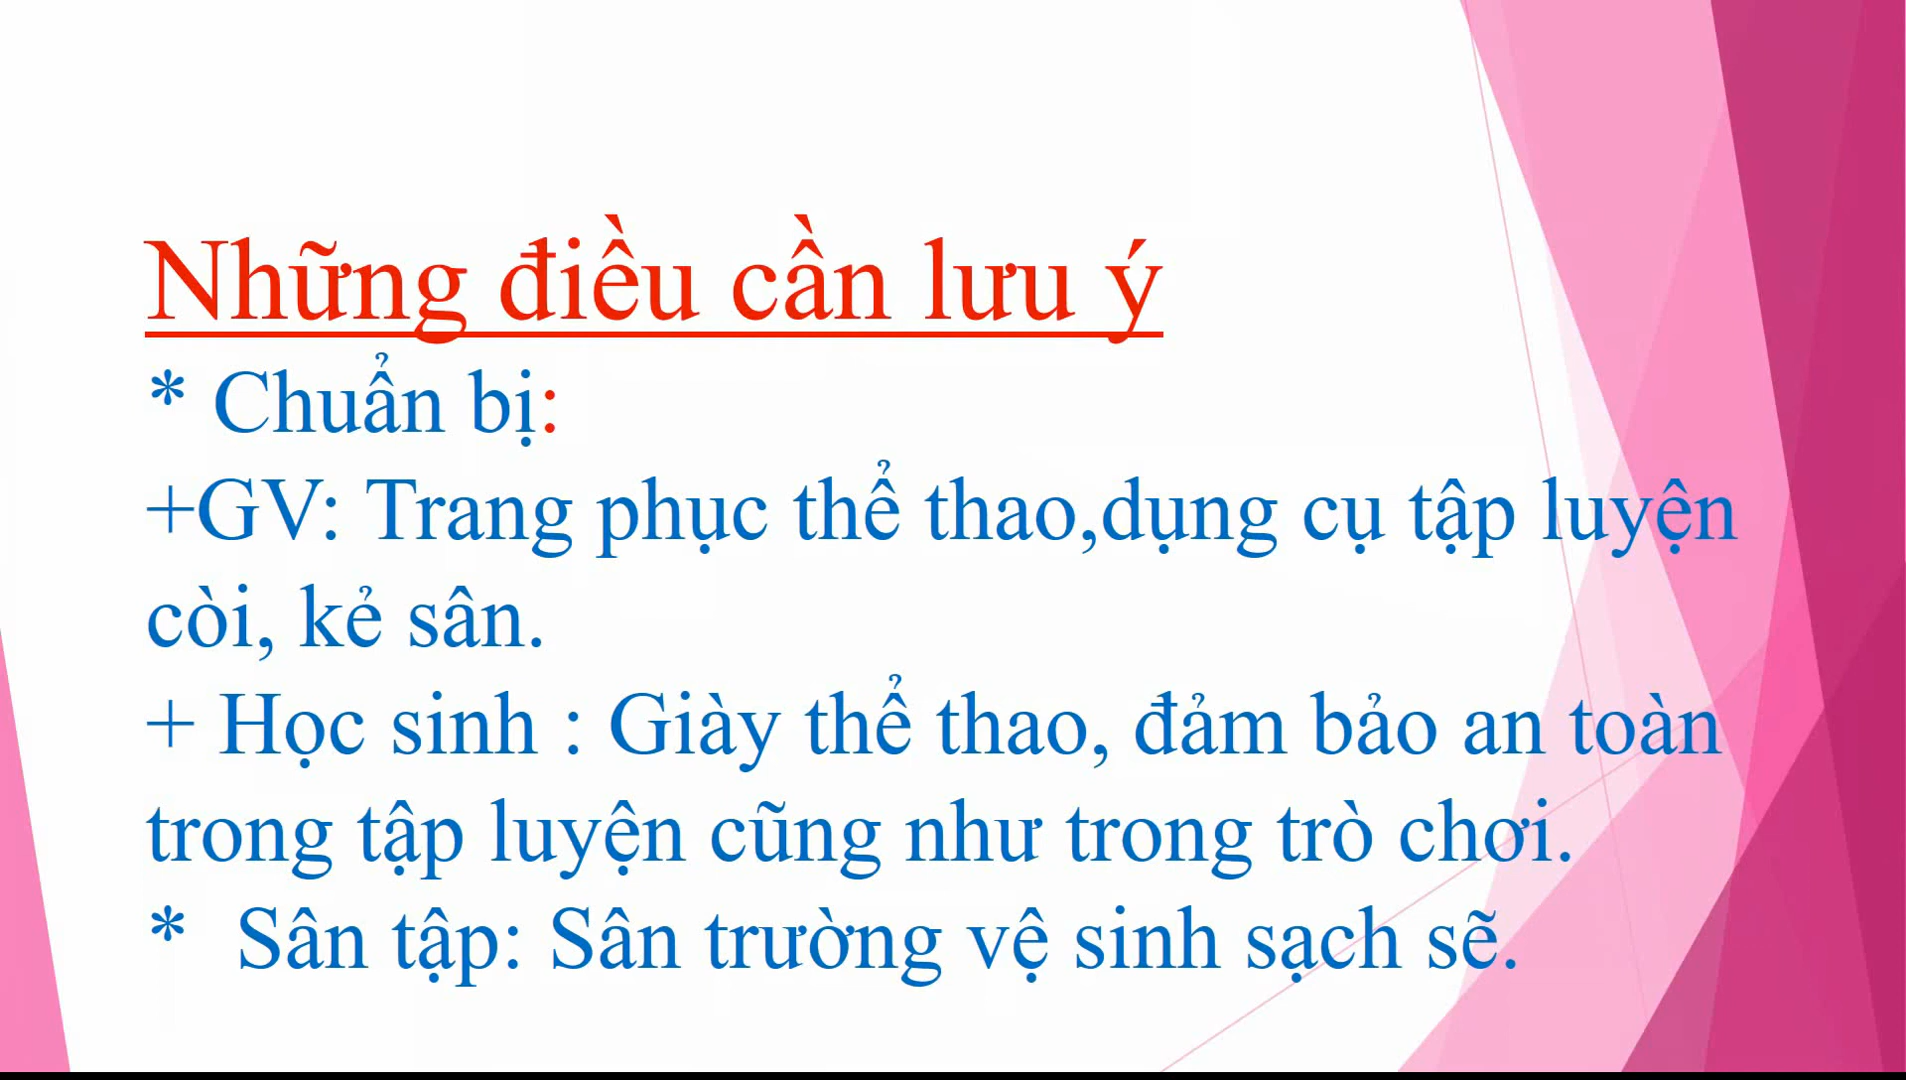 Những điều cần lưu ý
* Chuẩn bị:
+GV: Trang phục thể thao,dụng cụ tập luyện
còi, kẻ sân.
+ Học sinh : Giày thể thao, đảm bảo an toàn
trong tập luyện cũng như trong trò chơi.
* Sân tập: Sân trường vệ sinh sạch sẽ.